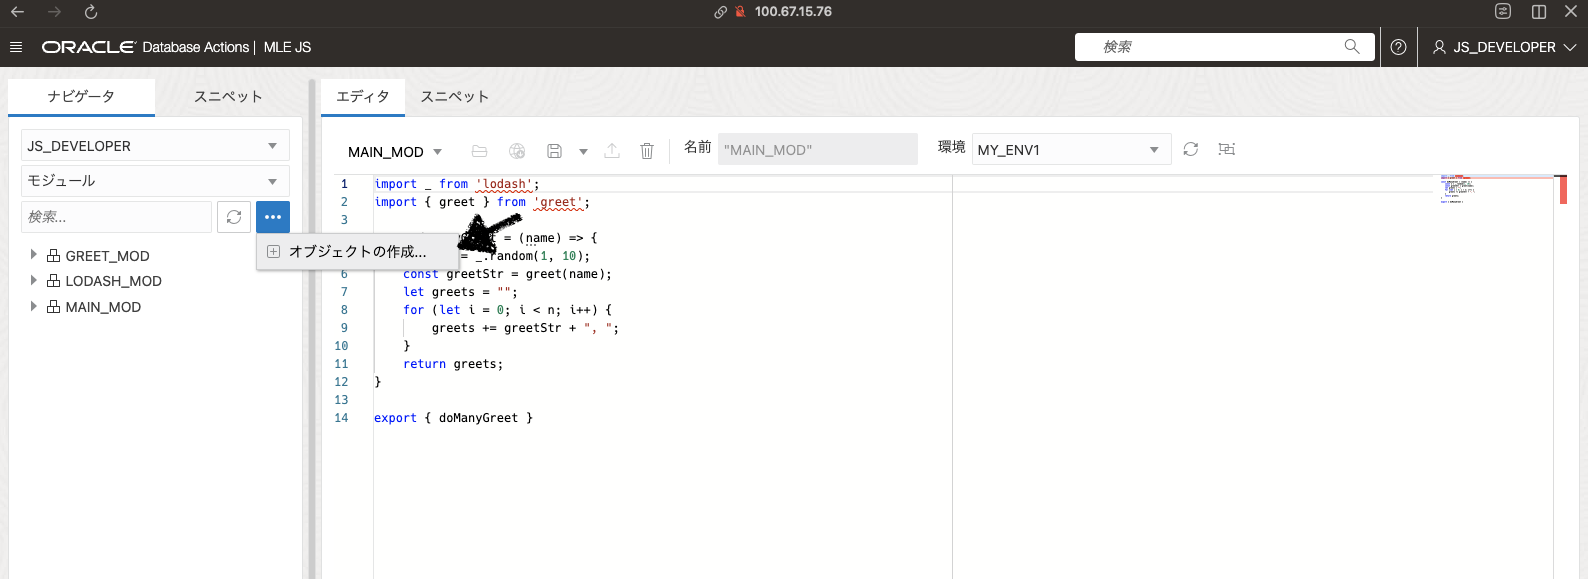 100.67.15.76
ORACLE Database Actions | MLE JS
検索
JS_DEVELOPER
ナビゲータ
スニペット
JS_DEVELOPER
モジュール
検索...
オブジェクトの作成...
GREET_MOD
LODASH_MOD
MAIN_MOD
エディタ
スニペット
MAIN_MOD
名前
"MAIN_MOD"
環境
MY_ENV1
1 import _ from 'lodash';
2 import { greet } from 'greet';
3
= (name) => {
= _.random(1, 10);
6 const greetStr = greet(name);
7 let greets = "";
8 for (let i = 0; i < n; i++) {
9 greets += greetStr + ", ";
10 }
11 return greets;
12 }
13
14 export { doManyGreet }